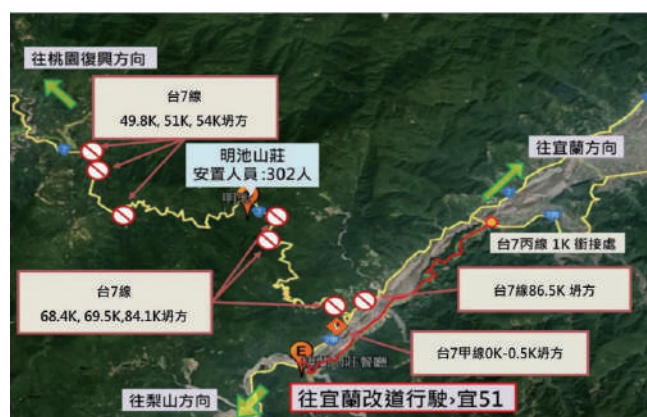 往桃園復興方向
台7線
49.8K, 51K, 54K坍方
明池山莊
安置人員:302人
往宜蘭方向
台7丙線 1K 銜接處
台7線
68.4K, 69.5K,84.1K坍方
台7線86.5K 坍方
台7甲線0K-0.5K坍方
E
往梨山方向
往宜蘭改道行駛›宜51